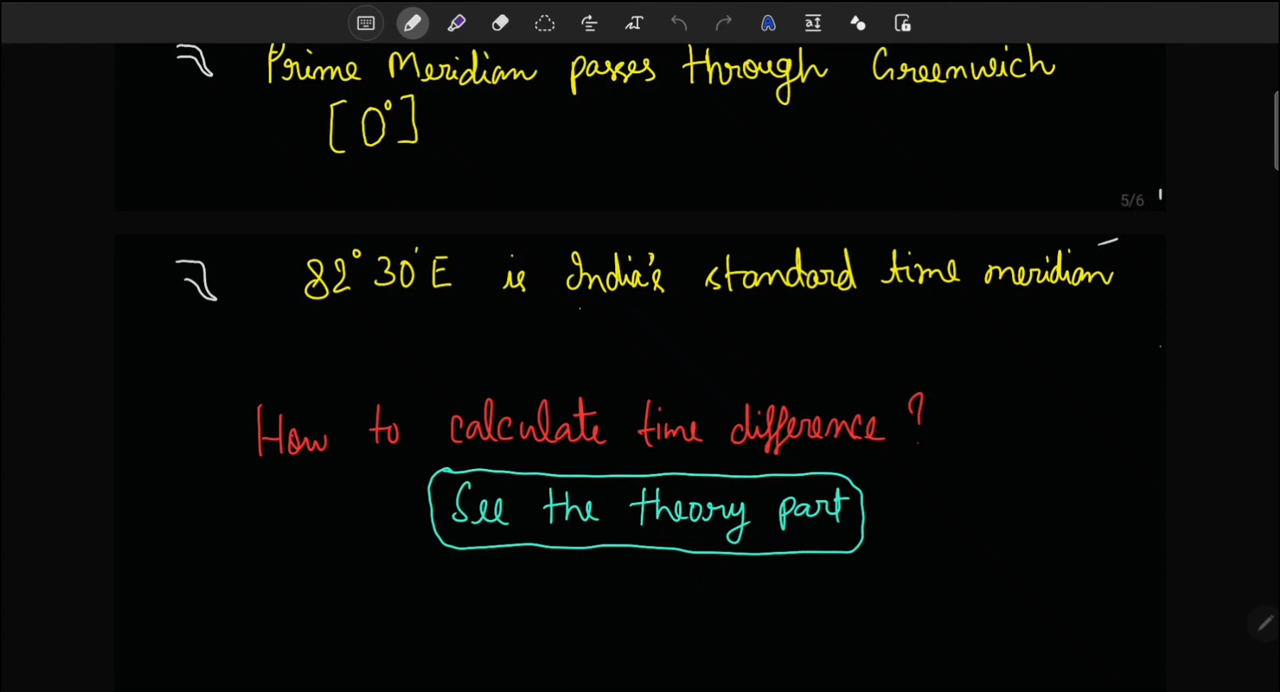 Prime Meridian passes through Greenwich
[0°]
5/6
82° 30' E is India's standard time meridian
How to calculate time difference?
See the theory part